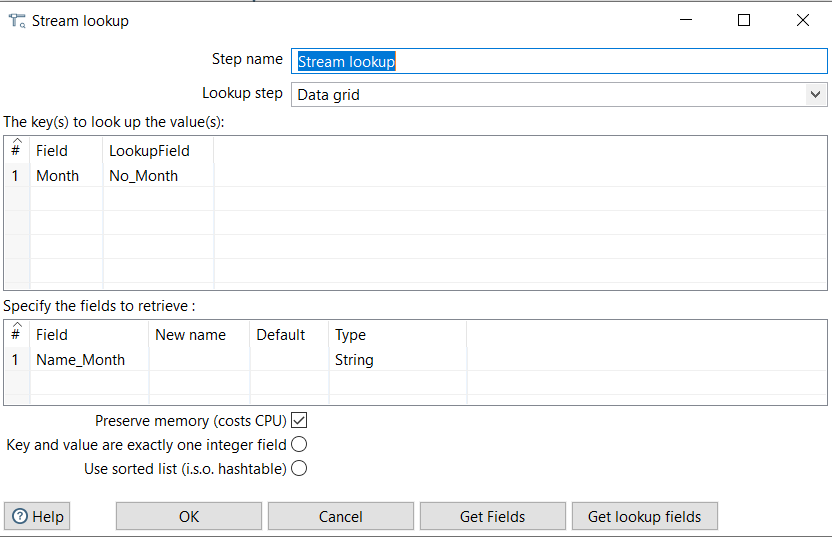 Stream lookup
Step name Stream lookup
Lookup step Data grid
The key(s) to look up the value(s):
# Field LookupField
1 Month No_Month
Specify the fields to retrieve :
# Field New name Default Type
1 Name_Month String
Preserve memory (costs CPU)
Key and value are exactly one integer field
Use sorted list (i.s.o. hashtable)
Help OK Cancel Get Fields Get lookup fields